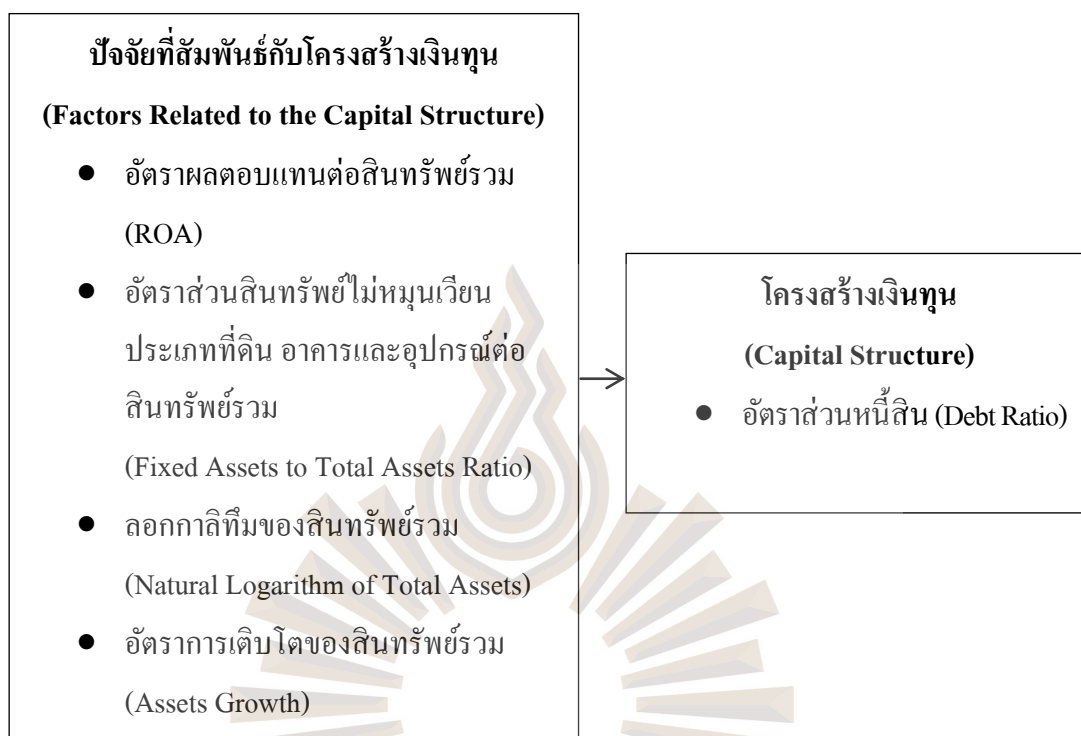 ปัจจัยที่สัมพันธ์กับโครงสร้างเงินทุน
(Factors Related to the Capital Structure)
● อัตราผลตอบแทนต่อสินทรัพย์รวม
(ROA)
● อัตราส่วนสินทรัพย์ไม่หมุนเวียน
ประเภทที่ดิน อาคารและอุปกรณ์ต่อ
สินทรัพย์รวม
(Fixed Assets to Total Assets Ratio)
● ลอกกาลิทึมของสินทรัพย์รวม
(Natural Logarithm of Total Assets)
● อัตราการเติบโตของสินทรัพย์รวม
(Assets Growth)
โครงสร้างเงินทุน
(Capital Structure)
● อัตราส่วนหนี้สิน (Debt Ratio)